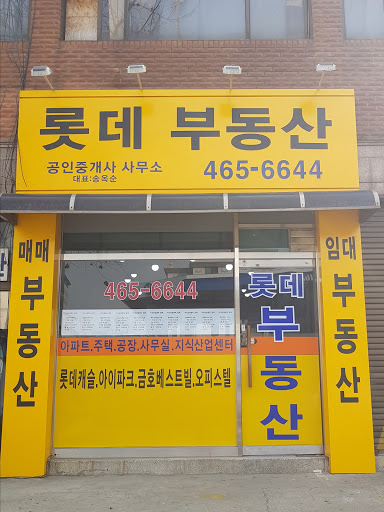 롯데 부동산
공인중개사 사무소
대표:송옥순
465-6644
매매 부동산
465-6644
아파트.주택.공장.사무실.지식산업센터
롯데캐슬.아이파크.금호베스트빌.오피스텔
롯데 부동산
임대 부동산